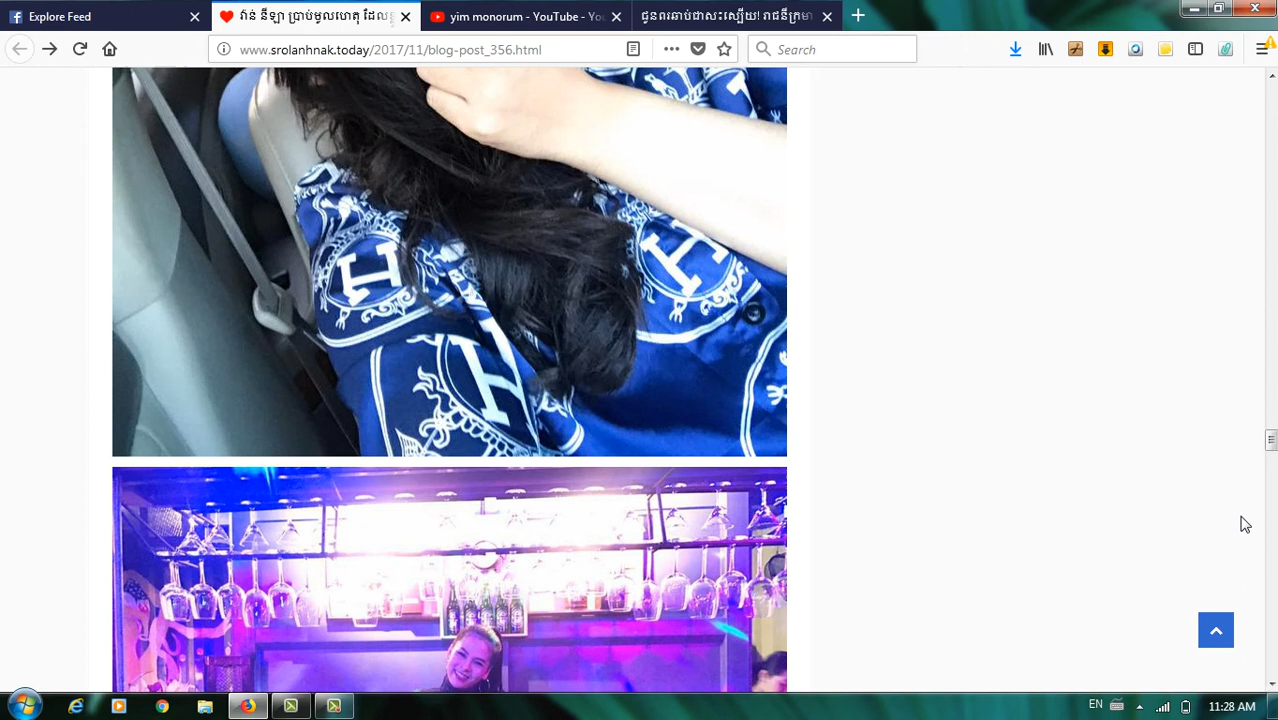 Explore Feed
វ៉ាន់ នីឡា ប្រាប់មូលហេតុ ដែល
yim monorum - YouTube - Yo
ជូនពរឆាប់ជាសះស្បើយ! រាជនីក្រមា
www.srolanhnak.today/2017/11/blog-post_356.html
Search
H
H
H
EN
11:28 AM